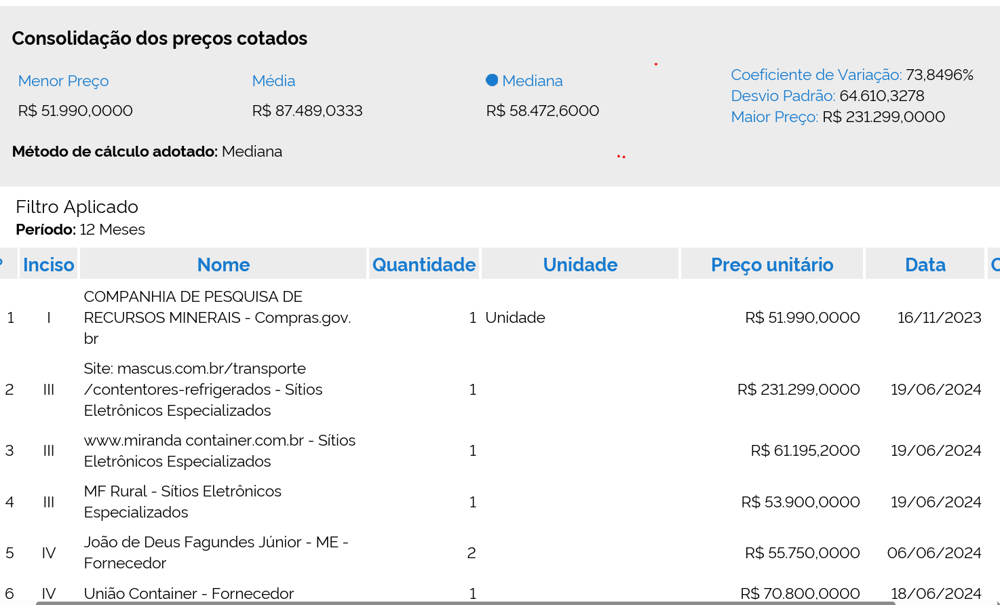 Consolidação dos preços cotados
Menor Preço
Média
Mediana
Coeficiente de Variação: 73,8496%
R$ 51.990,0000
R$ 87.489,0333
R$ 58.472,6000
Desvio Padrão: 64.610,3278
Maior Preço: R$ 231.299,0000
Método de cálculo adotado: Mediana
Filtro Aplicado
Período: 12 Meses
Inciso Nome Quantidade Unidade Preço unitário Data
COMPANHIA DE PESQUISA DE
1 I RECURSOS MINERAIS - Compras.gov. 1 Unidade R$ 51.990,0000 16/11/2023
br
Site: mascus.com.br/transporte
2 III /contentores-refrigerados - Sítios 1 R$ 231.299,0000 19/06/2024
Eletrônicos Especializados
3 III www.miranda container.com.br - Sítios 1 R$ 61.195,2000 19/06/2024
Eletrônicos Especializados
4 III MF Rural - Sítios Eletrônicos 1 R$ 53.900,0000 19/06/2024
Especializados
5 IV João de Deus Fagundes Júnior - ME - 2 R$ 55.750,0000 06/06/2024
Fornecedor
6 IV União Container - Fornecedor 1 R$ 70.800,0000 18/06/2024